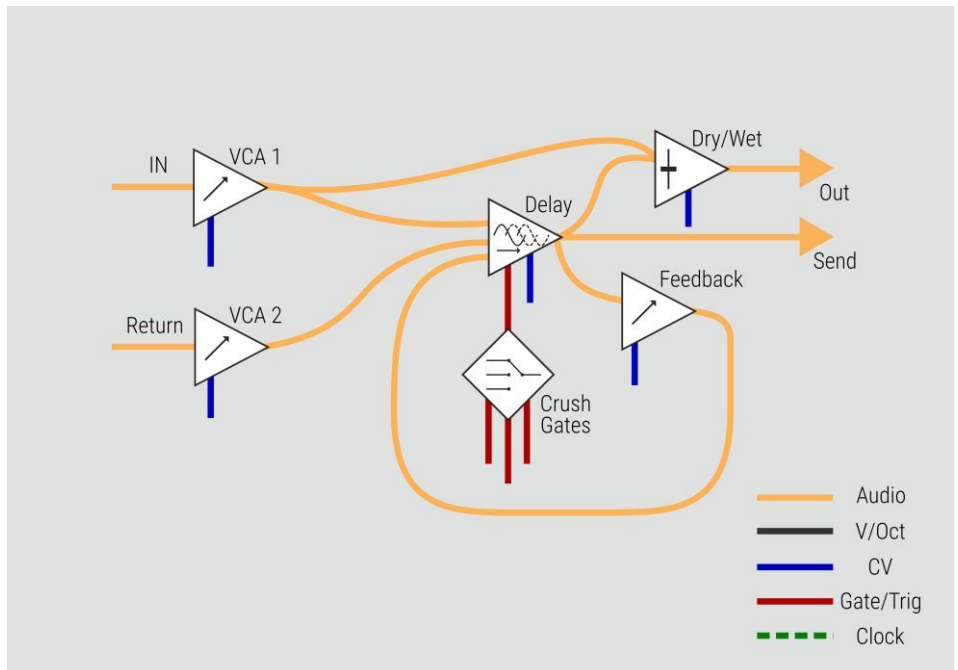 Dry/Wet
VCA 1
IN
Out
Delay
Send
Feedback
VCA 2
Return
Crush
Gates
Audio
V/Oct
CV
Gate/Trig
Clock